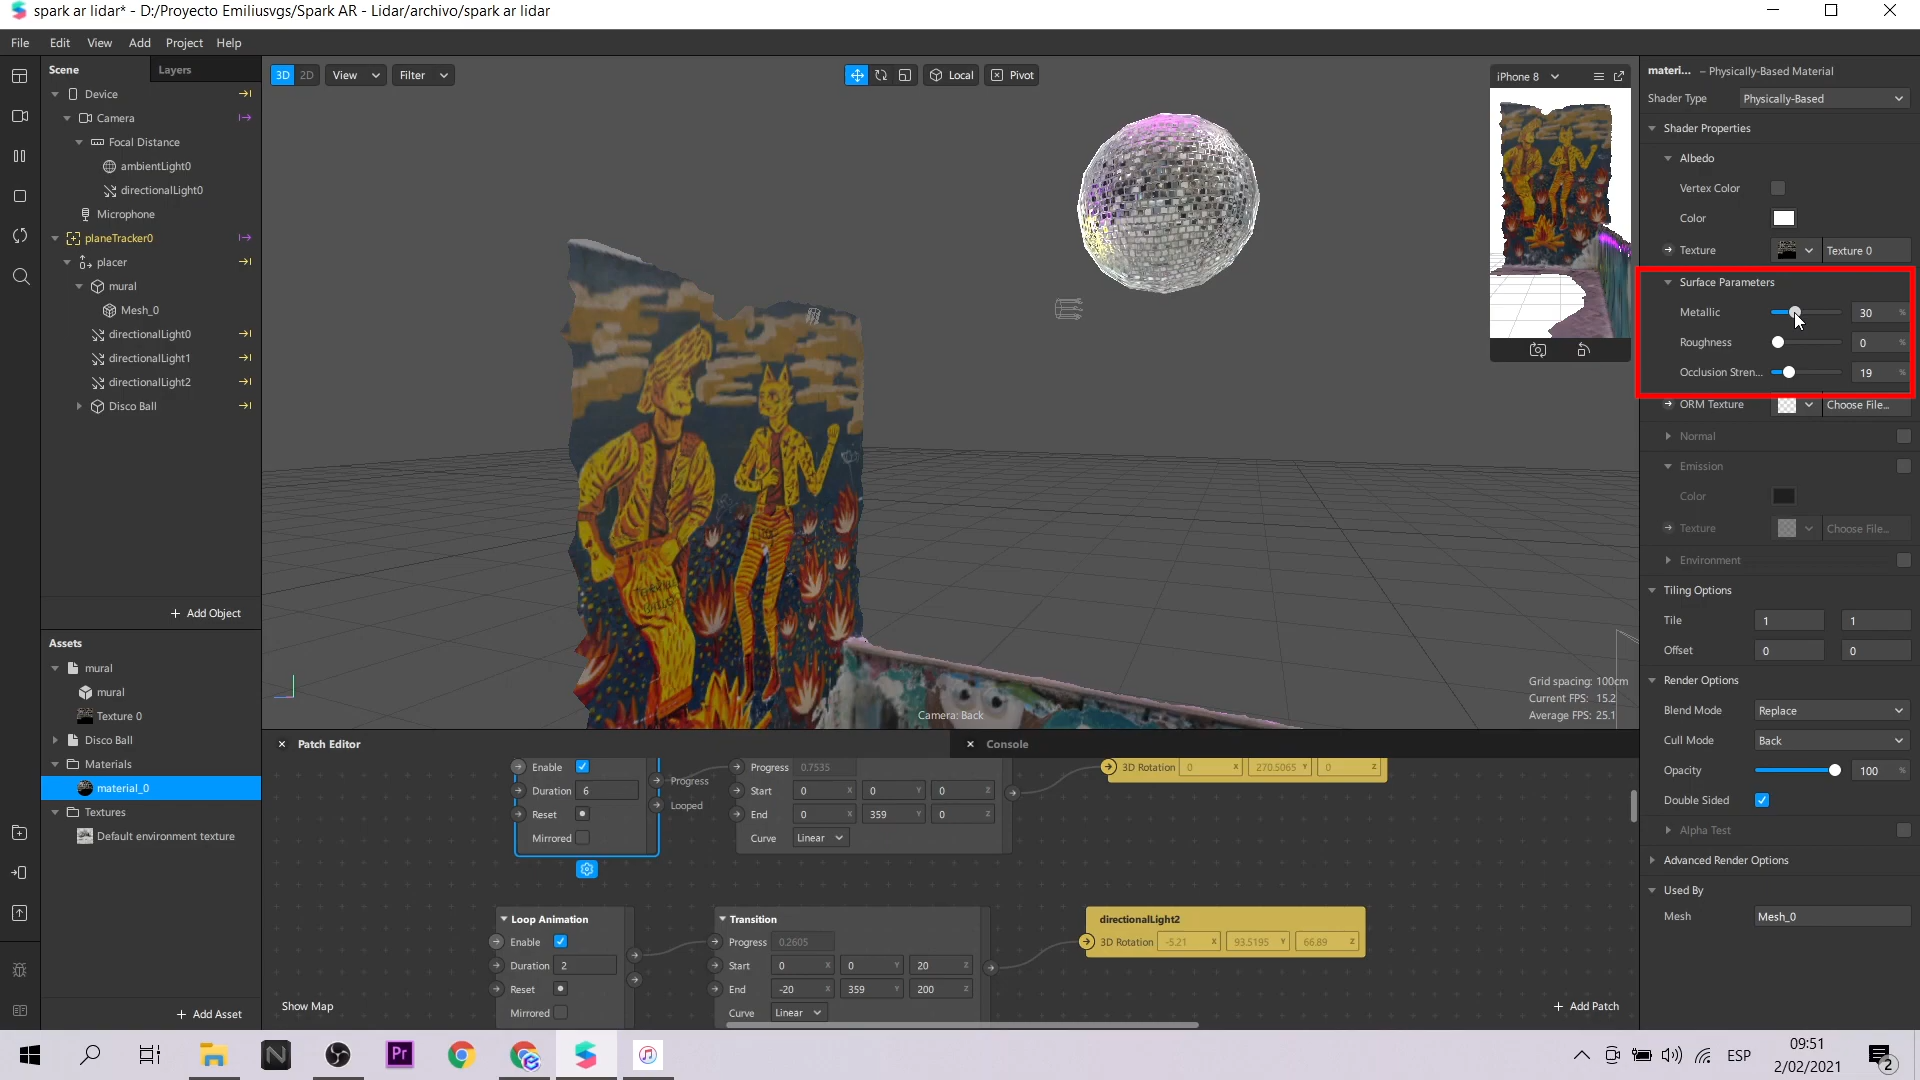 spark ar lidar* - D:/Proyecto Emiliusvgs/Spark AR - Lidar/archivo/spark ar lidar
File Edit View Add Project Help
Scene Layers
Device
Camera
Focal Distance
ambientLight0
directionalLight0
Microphone
planeTracker0
placer
mural
Mesh_0
directionalLight0
directionalLight1
directionalLight2
Disco Ball
+ Add Object
Assets
mural
mural
Texture 0
Disco Ball
Materials
material_0
Textures
Default environment texture
+ Add Asset
3D 2D View Filter Local Pivot
iPhone 8
Grid spacing: 100cm
Current FPS: 15.2
Average FPS: 25.1
Camera: Back
Patch Editor Console
Enable
Duration 6
Reset
Mirrored
Progress
Looped
Progress 0.7535
Start 0 X 0 Y 0 Z
End 0 X 359 Y 0 Z
Curve Linear
3D Rotation 0 X 270.5065 Y 0 Z
Loop Animation
Enable
Duration 2
Reset
Mirrored
Transition
Progress 0.2605
Start 0 X 0 Y 20 Z
End -20 X 359 Y 200 Z
Curve Linear
directionalLight2
3D Rotation -5.21 X 93.5195 Y 66.89 Z
Show Map
+ Add Patch
materi... – Physically-Based Material
Shader Type Physically-Based
Shader Properties
Albedo
Vertex Color
Color
Texture Texture 0
Surface Parameters
Metallic 30 %
Roughness 0 %
Occlusion Stren... 19 %
ORM Texture Choose File...
Normal
Emission
Color
Texture Choose File...
Environment
Tiling Options
Tile 1 1
Offset 0 0
Render Options
Blend Mode Replace
Cull Mode Back
Opacity 100 %
Double Sided
Alpha Test
Advanced Render Options
Used By
Mesh Mesh_0
N Pr
ESP
09:51
2/02/2021
2